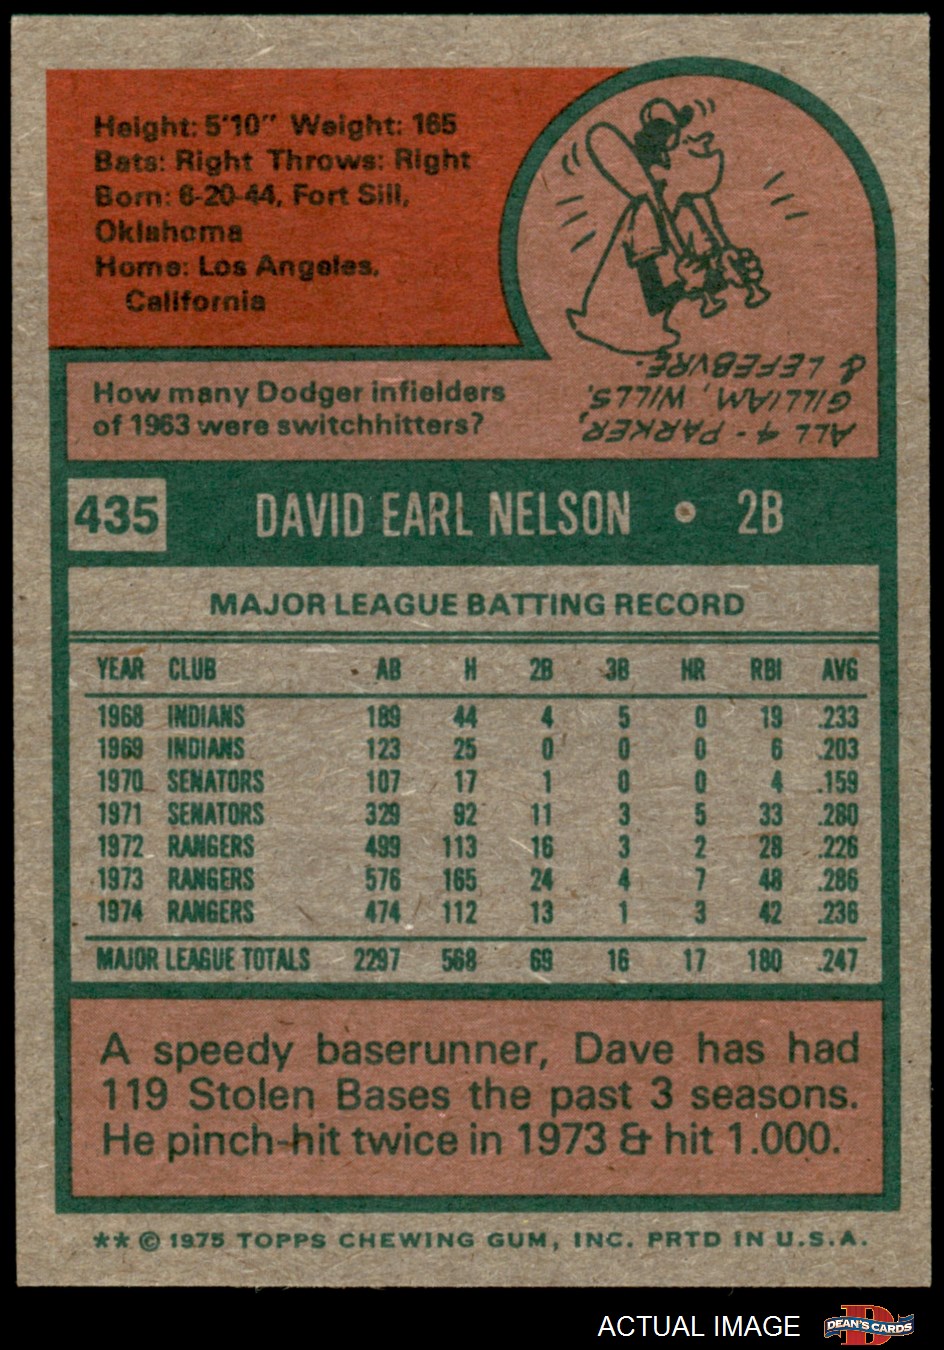 Height: 5'10" Weight: 165
Bats: Right Throws: Right
Born: 6-20-44, Fort Sill,
Oklahoma
Home: Los Angeles,
California
How many Dodger infielders
of 1963 were switchhitters?
ALL 4 - PARKER,
GILLIAM, WILLS,
& LEFEBVRE.
435 DAVID EARL NELSON • 2B
MAJOR LEAGUE BATTING RECORD
YEAR CLUB AB H 2B 3B HR RBI AVG
1968 INDIANS 189 44 4 5 0 19 .233
1969 INDIANS 123 25 0 0 0 6 .203
1970 SENATORS 107 17 1 0 0 4 .159
1971 SENATORS 329 92 11 3 5 33 .280
1972 RANGERS 499 113 16 3 2 28 .226
1973 RANGERS 576 165 24 4 7 48 .286
1974 RANGERS 474 112 13 1 3 42 .236
MAJOR LEAGUE TOTALS 2297 568 69 16 17 180 .247
A speedy baserunner, Dave has had
119 Stolen Bases the past 3 seasons.
He pinch-hit twice in 1973 & hit 1.000.
** © 1975 TOPPS CHEWING GUM, INC. PRTD IN U.S.A.
ACTUAL IMAGE
D
DEAN'S CARDS